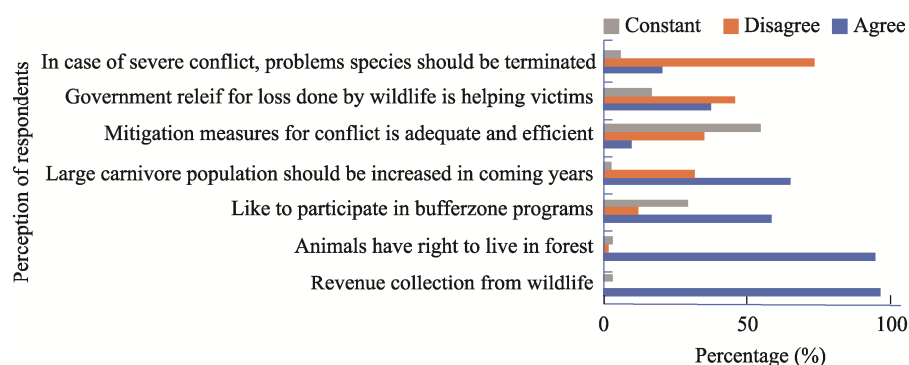 Constant Disagree Agree
Perception of respondents
In case of severe conflict, problems species should be terminated
Government releif for loss done by wildlife is helping victims
Mitigation measures for conflict is adequate and efficient
Large carnivore population should be increased in coming years
Like to participate in bufferzone programs
Animals have right to live in forest
Revenue collection from wildlife
0 50 100
Percentage (%)